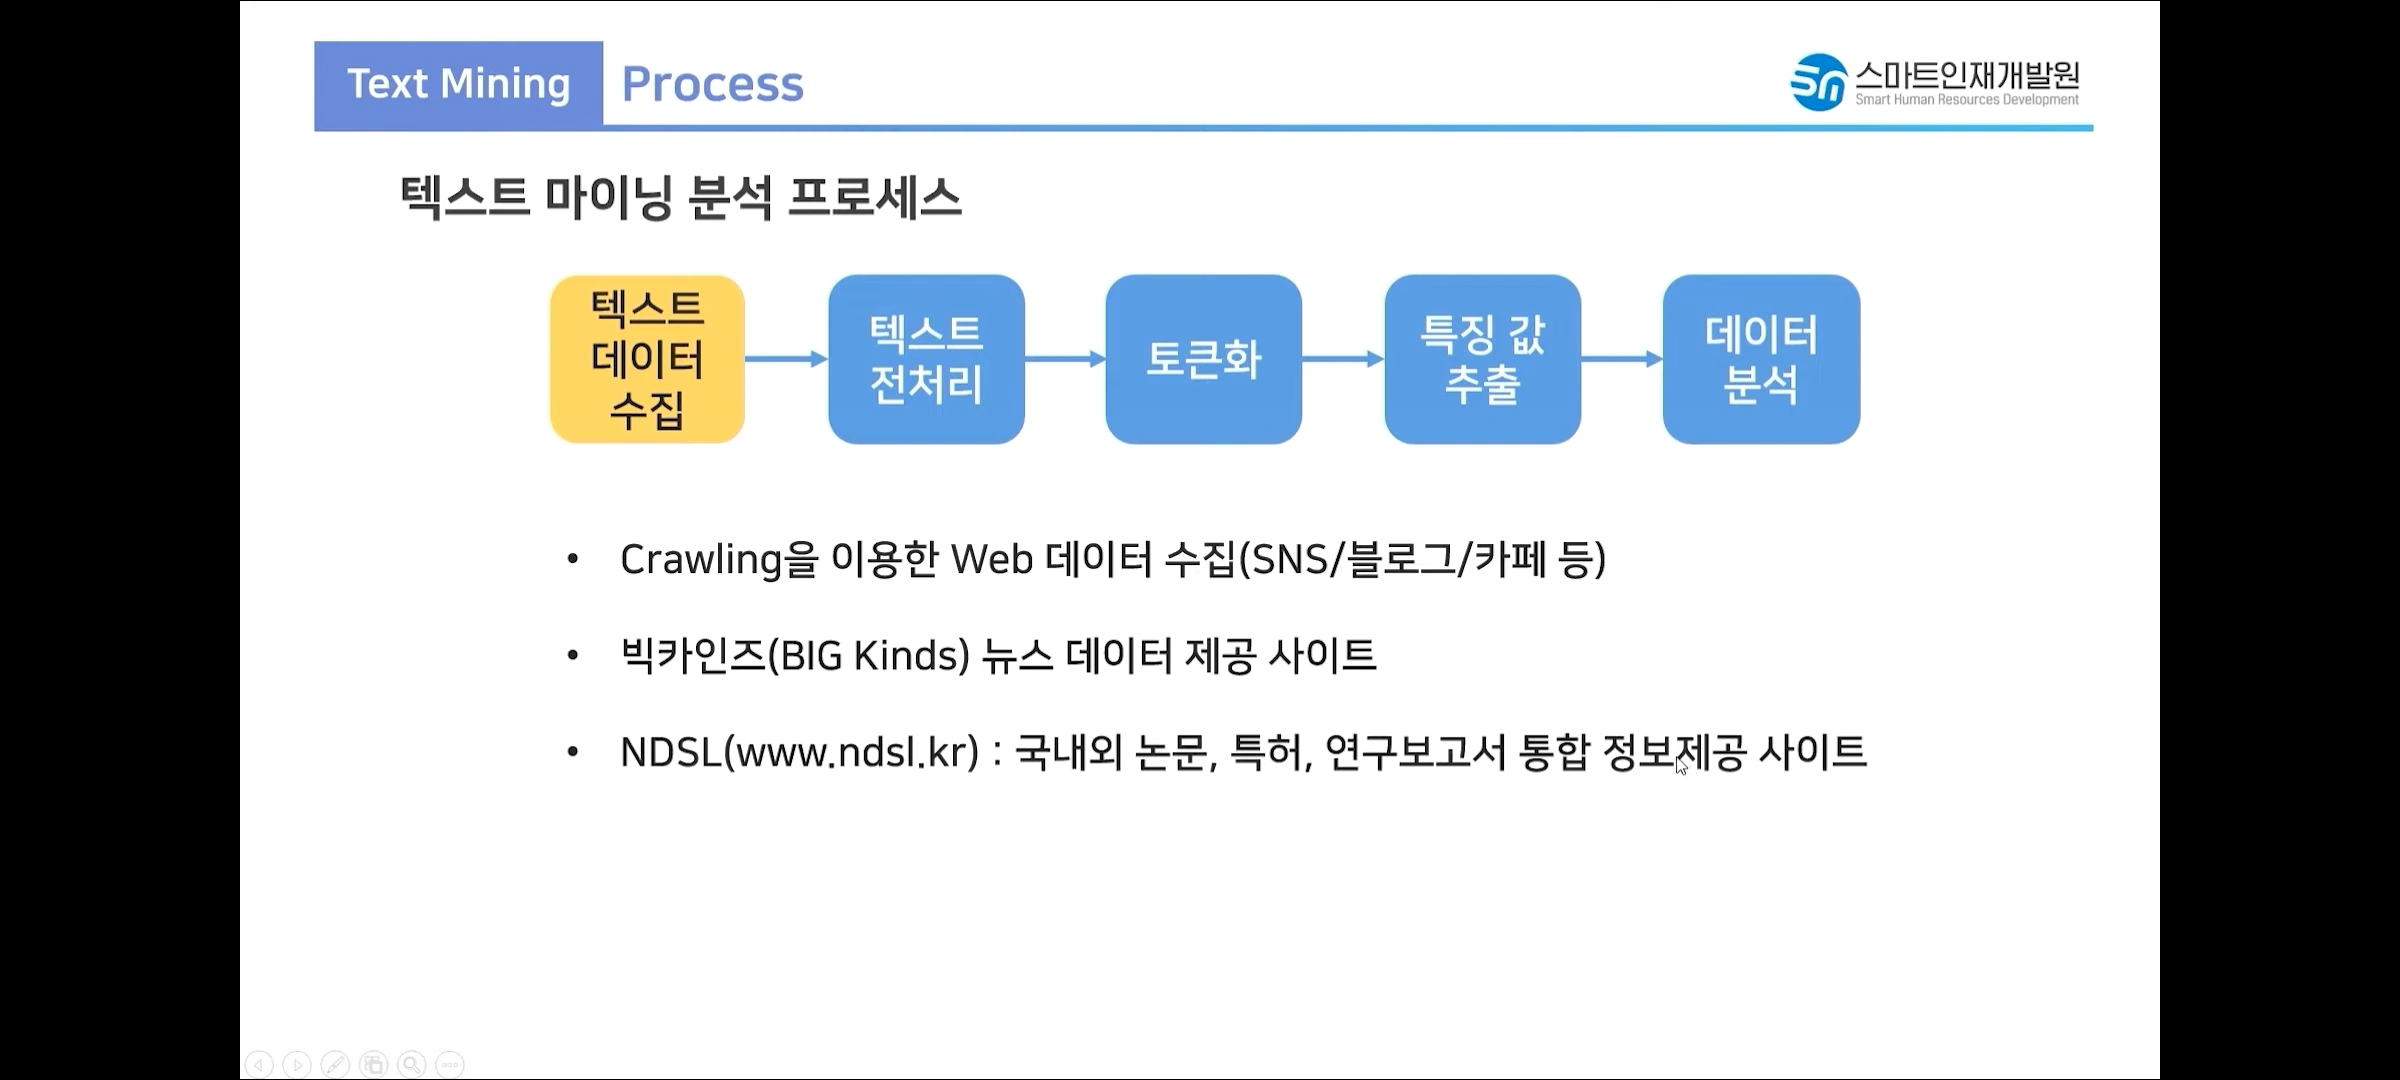 Text Mining Process
스마트인재개발원
Smart Human Resources Development
텍스트 마이닝 분석 프로세스
텍스트
데이터
수집
텍스트
전처리
토큰화
특징 값
추출
데이터
분석
• Crawling을 이용한 Web 데이터 수집(SNS/블로그/카페 등)
• 빅카인즈(BIG Kinds) 뉴스 데이터 제공 사이트
• NDSL(www.ndsl.kr) : 국내외 논문, 특허, 연구보고서 통합 정보제공 사이트